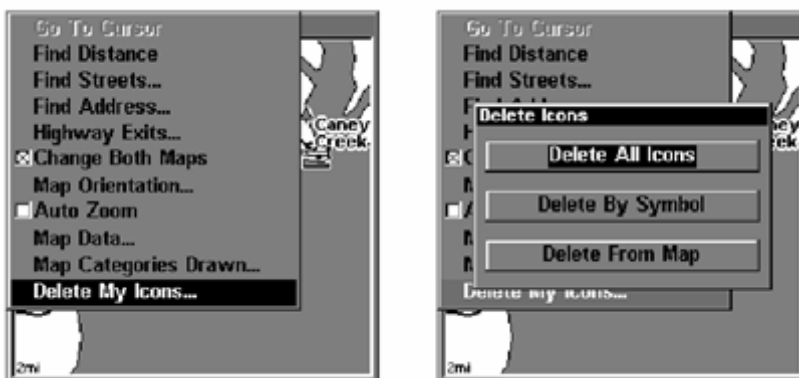 Go To Cursor
Find Distance
Find Streets...
Find Address...
Highway Exits...
Change Both Maps
Map Orientation...
Auto Zoom
Map Data...
Map Categories Drawn...
Delete My Icons...
Caney
Creek
2mi
Go To Cursor
Find Distance
Find Streets...
Delete Icons
Delete All Icons
Delete By Symbol
Delete From Map
Delete My Icons...
2mi